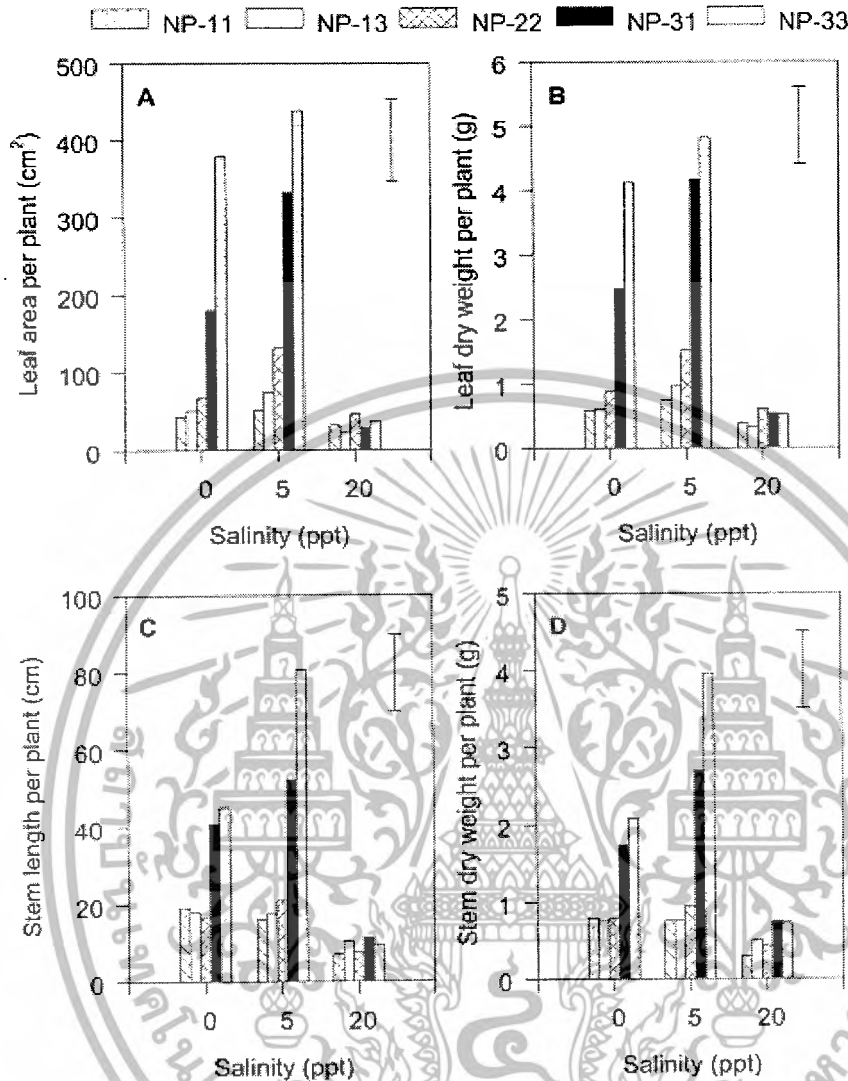 NP-11 NP-13 NP-22 NP-31 NP-33
A
Leaf area per plant (cm²)
500
400
300
200
100
0
0 5 20
Salinity (ppt)
B
Leaf dry weight per plant (g)
6
5
4
3
2
1
0
0 5 20
Salinity (ppt)
C
Stem length per plant (cm)
100
80
60
40
20
0
0 5 20
Salinity (ppt)
D
Stem dry weight per plant (g)
5
4
3
2
1
0
0 5 20
Salinity (ppt)